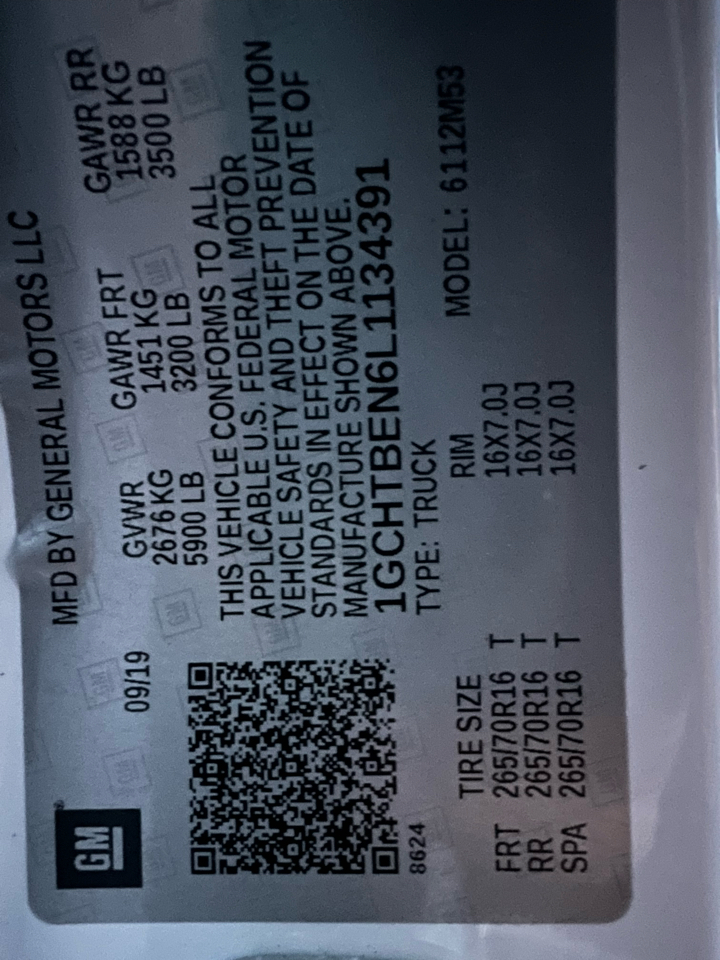 GM
MFD BY GENERAL MOTORS LLC
09/19
GVWR GAWR FRT GAWR RR
2676 KG 1451 KG 1588 KG
5900 LB 3200 LB 3500 LB
THIS VEHICLE CONFORMS TO ALL
APPLICABLE U.S. FEDERAL MOTOR
VEHICLE SAFETY AND THEFT PREVENTION
STANDARDS IN EFFECT ON THE DATE OF
MANUFACTURE SHOWN ABOVE.
1GCHTBEN6L1134391
8624
TYPE: TRUCK MODEL: 6112M53
TIRE SIZE RIM
FRT 265/70R16 T 16X7.0J
RR 265/70R16 T 16X7.0J
SPA 265/70R16 T 16X7.0J